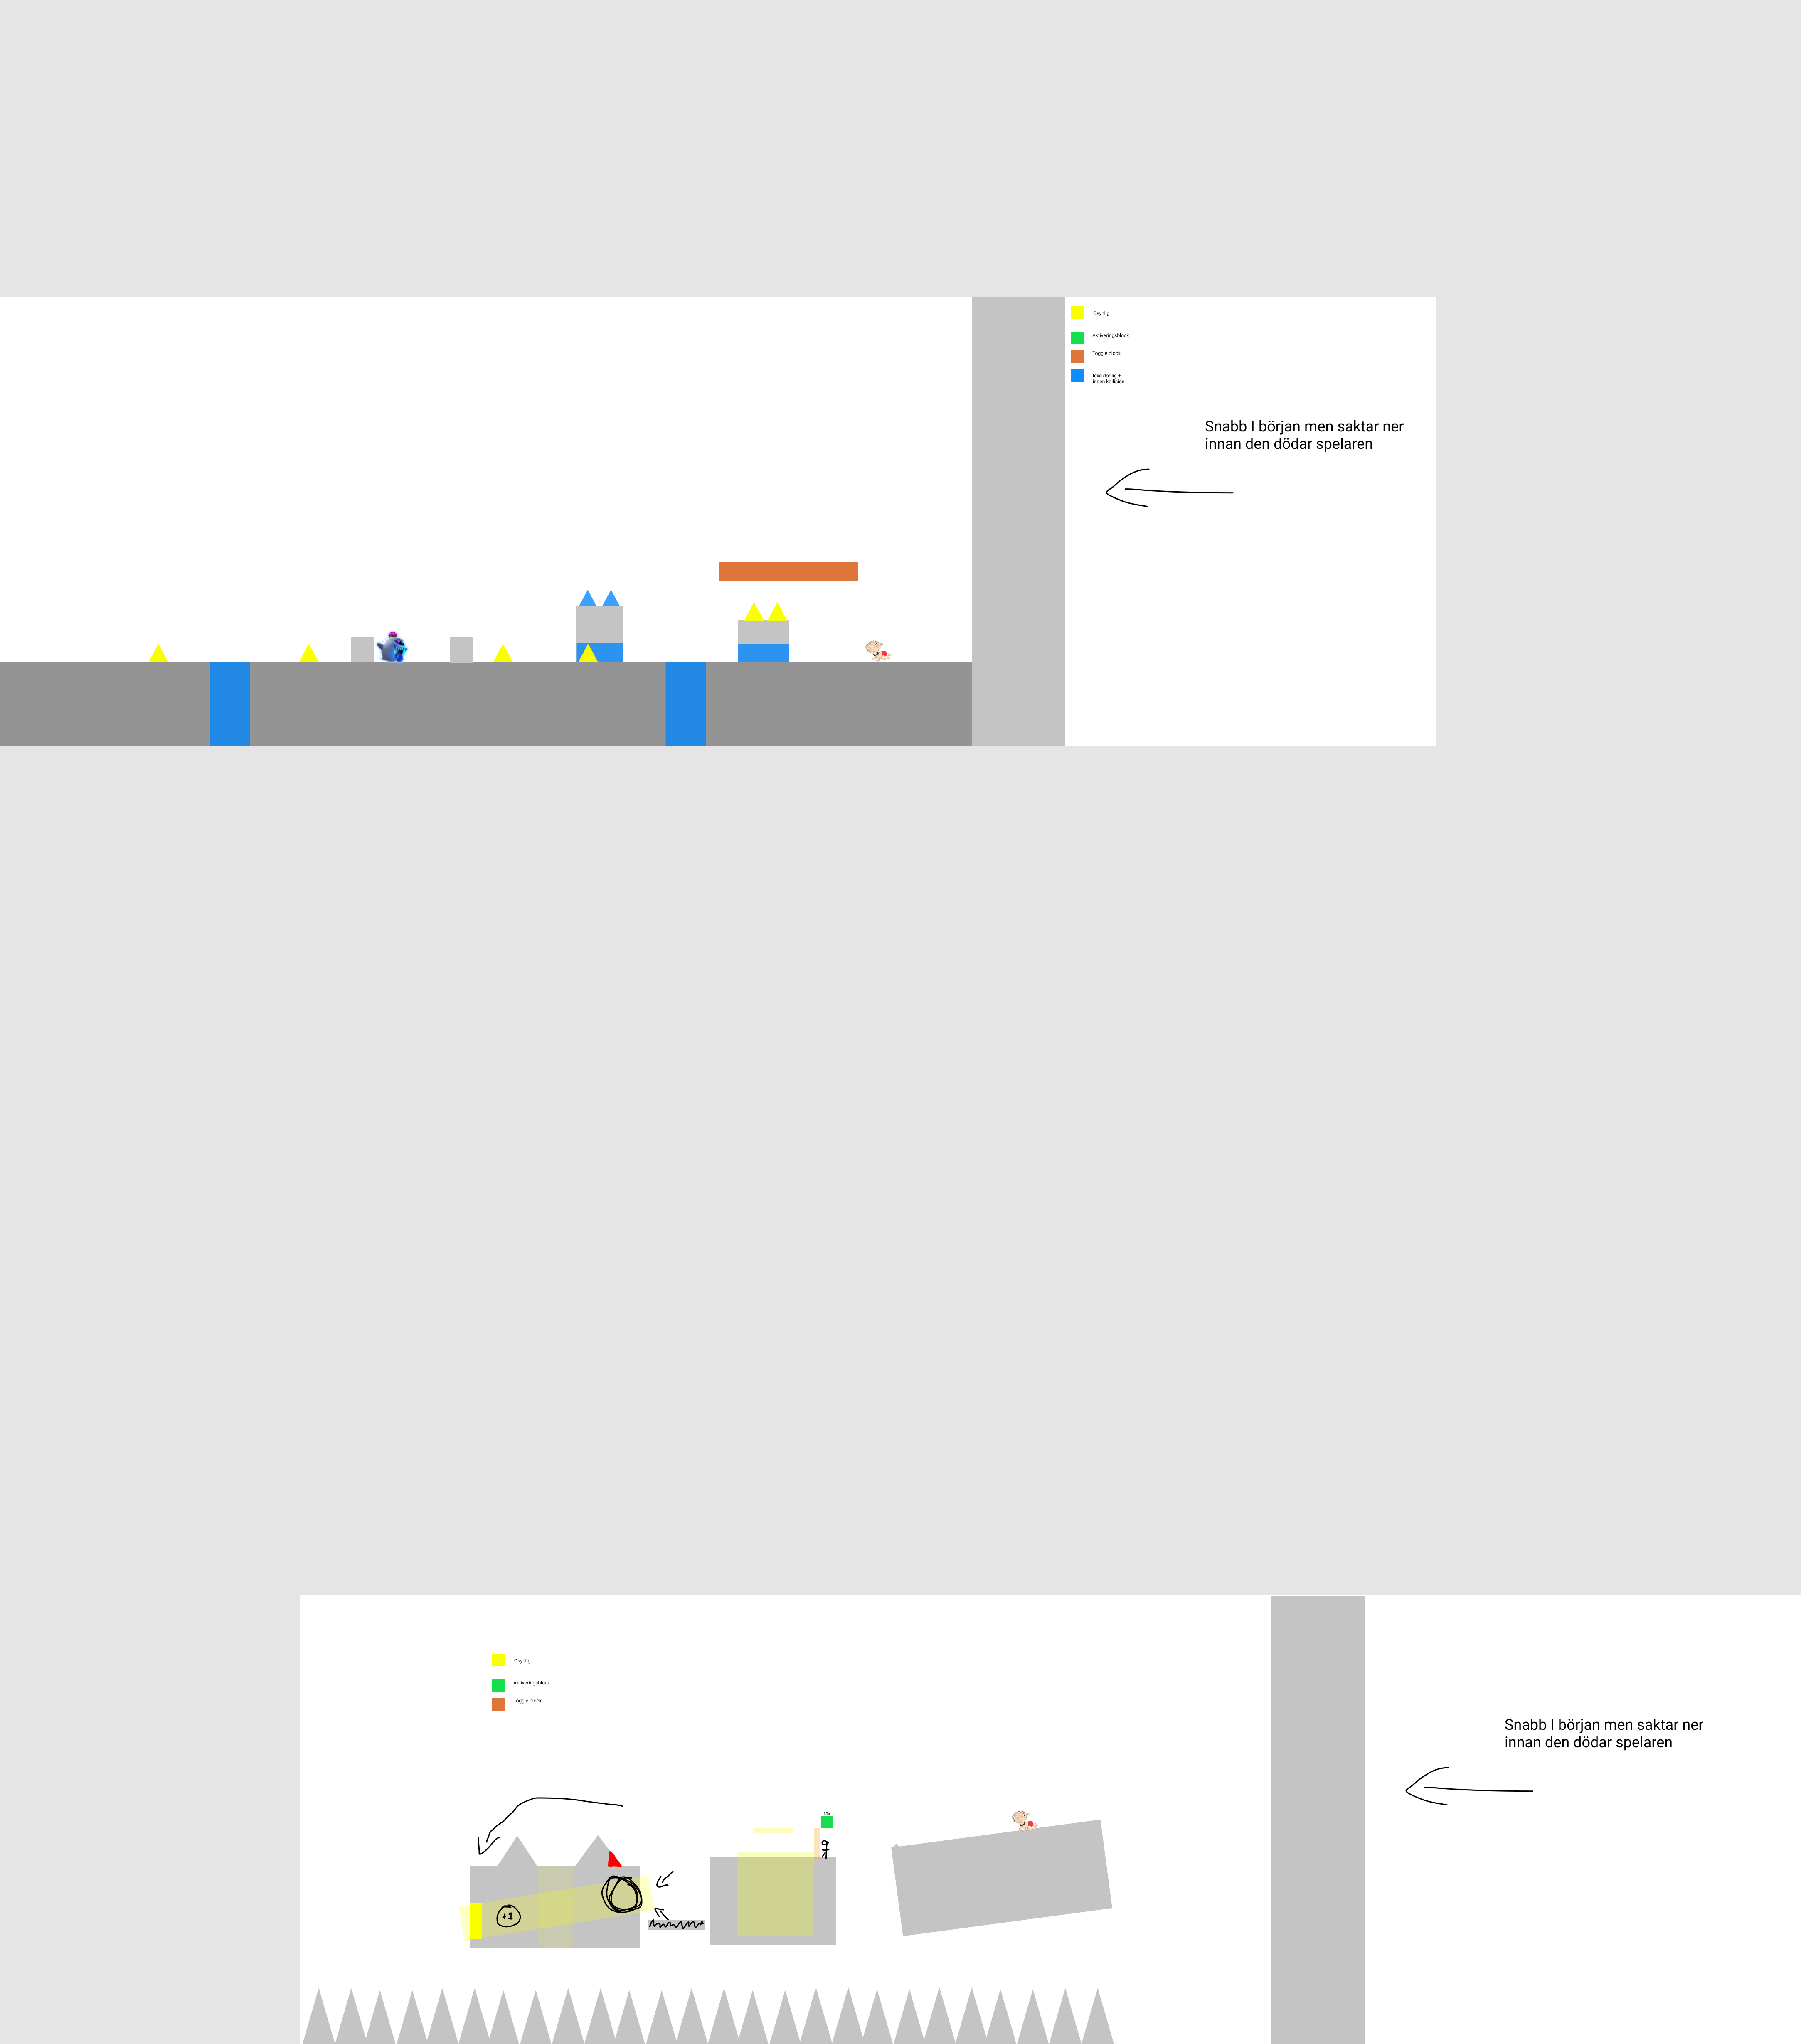 Osynlig
Aktiveringsblock
Toggle block
Icke dödlig +
ingen kollision
Snabb I början men saktar ner
innan den dödar spelaren
Osynlig
Aktiveringsblock
Toggle block
Snabb I början men saktar ner
innan den dödar spelaren
+1